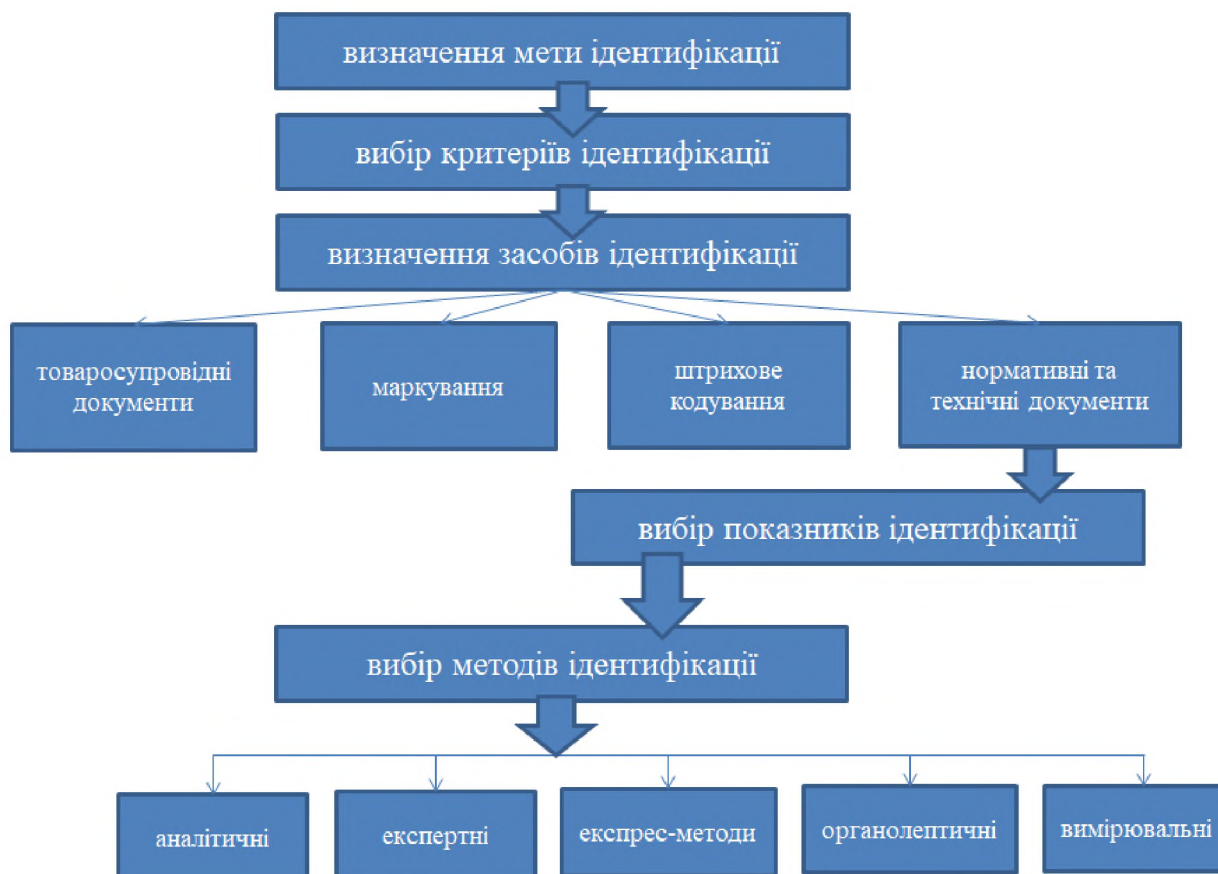 визначення мети ідентифікації
вибір критеріїв ідентифікації
визначення засобів ідентифікації
товаросупровідні
документи
маркування
штрихове
кодування
нормативні та
технічні документи
вибір показників ідентифікації
вибір методів ідентифікації
аналітичні
експертні
експрес-методи
органолептичні
вимірювальні